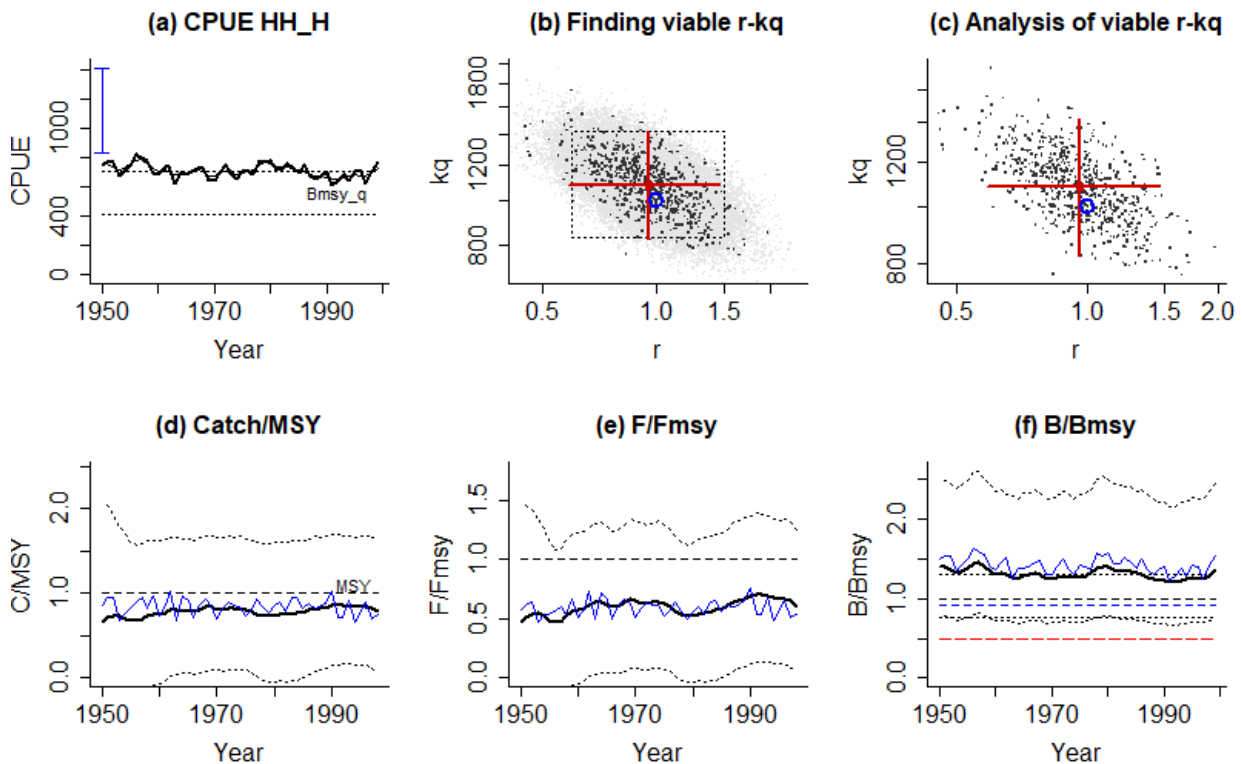 (a) CPUE HH_H
CPUE
0
400
1000
Bmsy_q
1950
1970
1990
Year
(b) Finding viable r-kq
kq
800
1200
1800
0.5
1.0
1.5
r
(c) Analysis of viable r-kq
kq
800
1200
0.5
1.0
1.5
2.0
r
(d) Catch/MSY
C/MSY
0.0
1.0
2.0
MSY
1950
1970
1990
Year
(e) F/Fmsy
F/Fmsy
0.0
0.5
1.0
1.5
1950
1970
1990
Year
(f) B/Bmsy
B/Bmsy
0.0
1.0
2.0
1950
1970
1990
Year